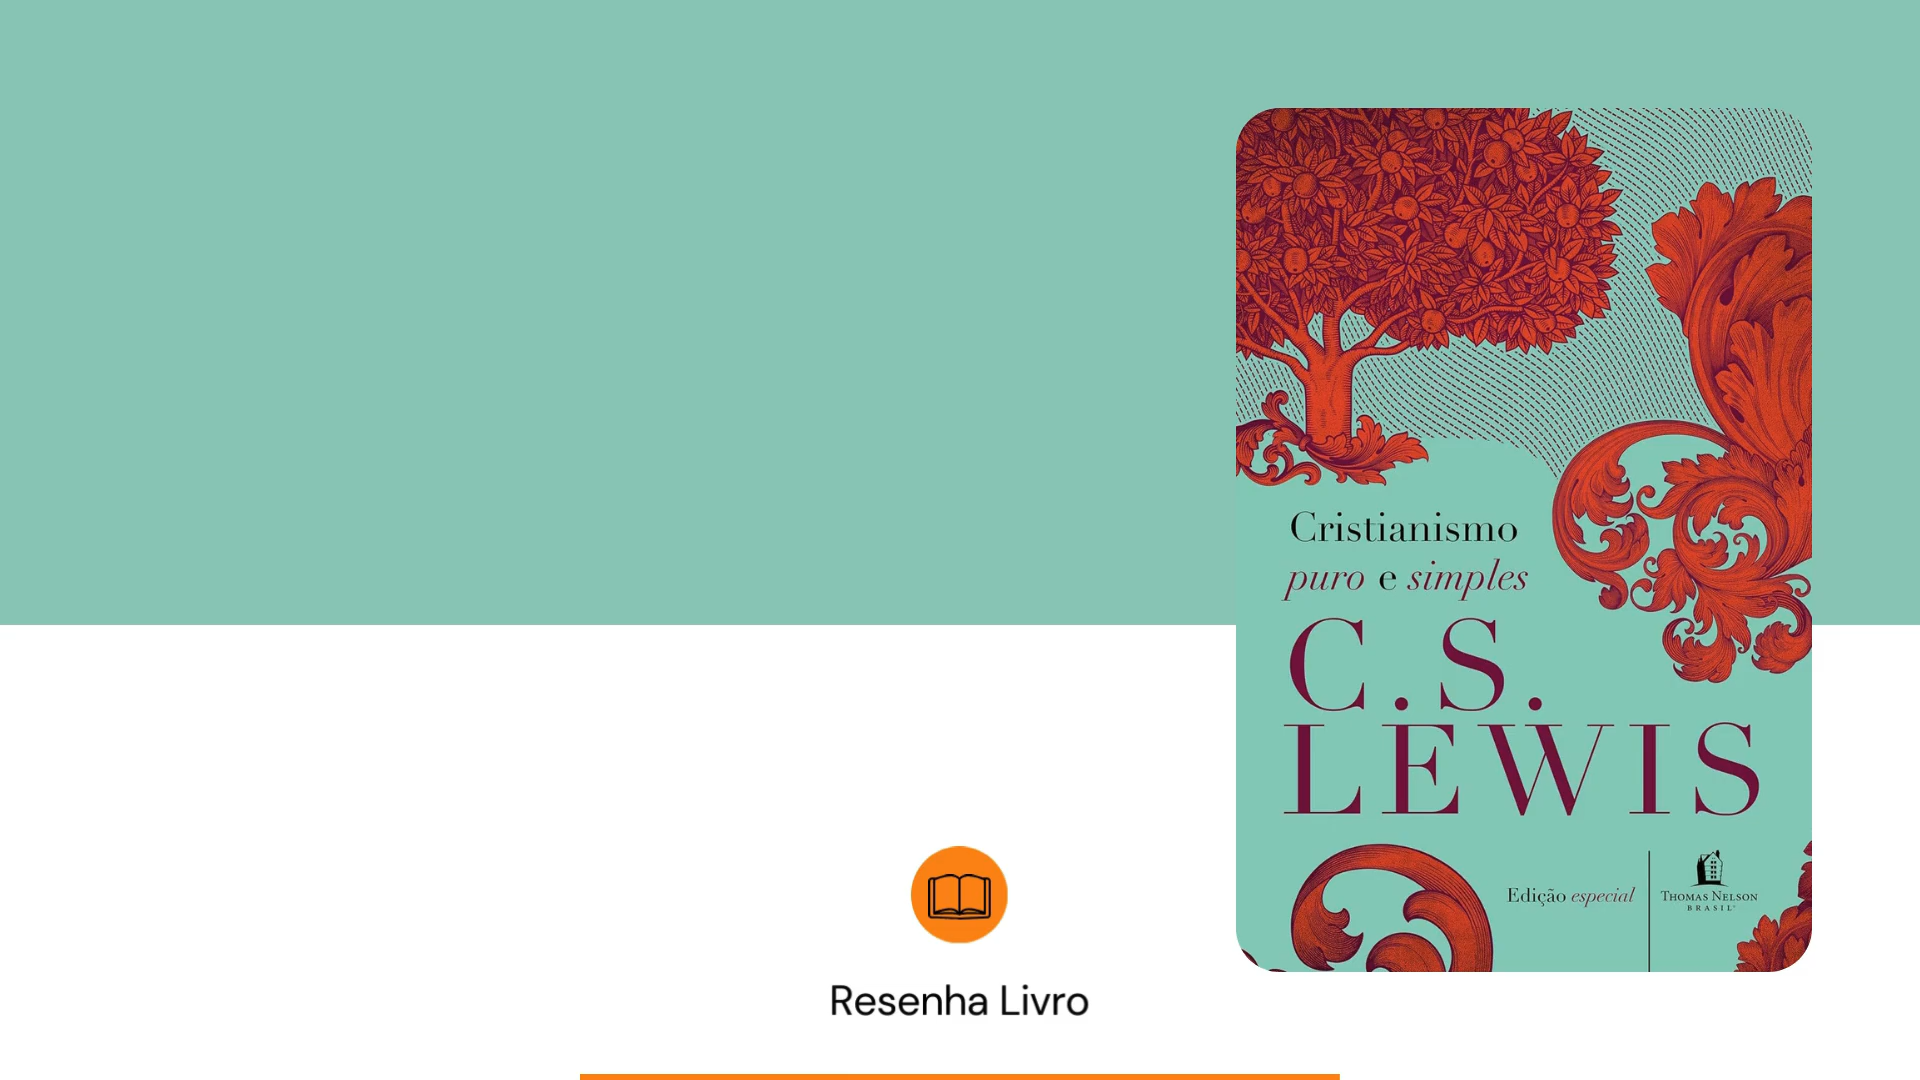 Cristianismo
puro e simples
C.S.
LEWIS
Edição especial
THOMAS NELSON
BRASIL
Resenha Livro